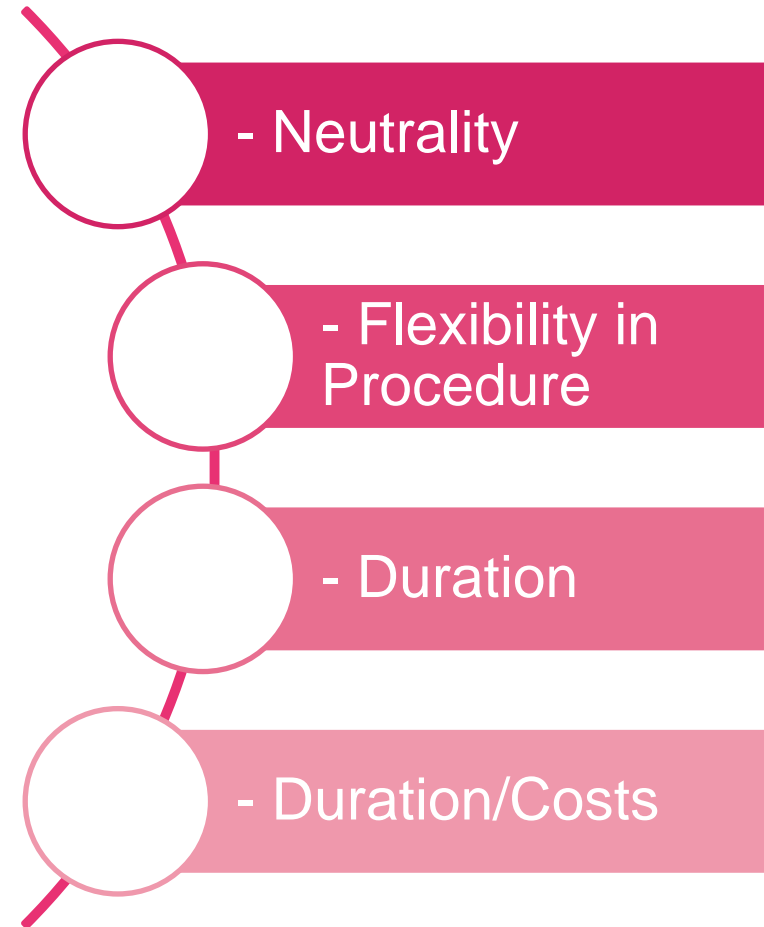 - Neutrality
- Flexibility in
Procedure
- Duration
- Duration/Costs